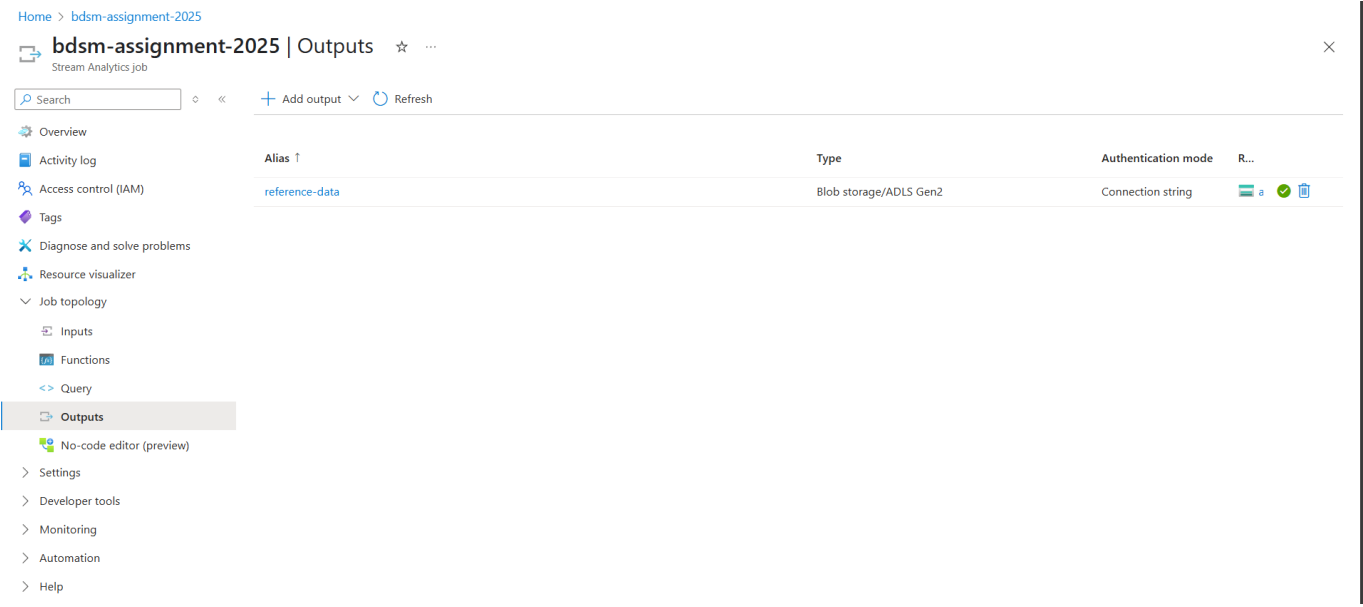 Home > bdsm-assignment-2025
bdsm-assignment-2025 | Outputs
Stream Analytics job
Search
Add output
Refresh
Overview
Activity log
Access control (IAM)
Tags
Diagnose and solve problems
Resource visualizer
Job topology
Inputs
Functions
Query
Outputs
No-code editor (preview)
Settings
Developer tools
Monitoring
Automation
Help
Alias ↑ Type Authentication mode R...
reference-data Blob storage/ADLS Gen2 Connection string a